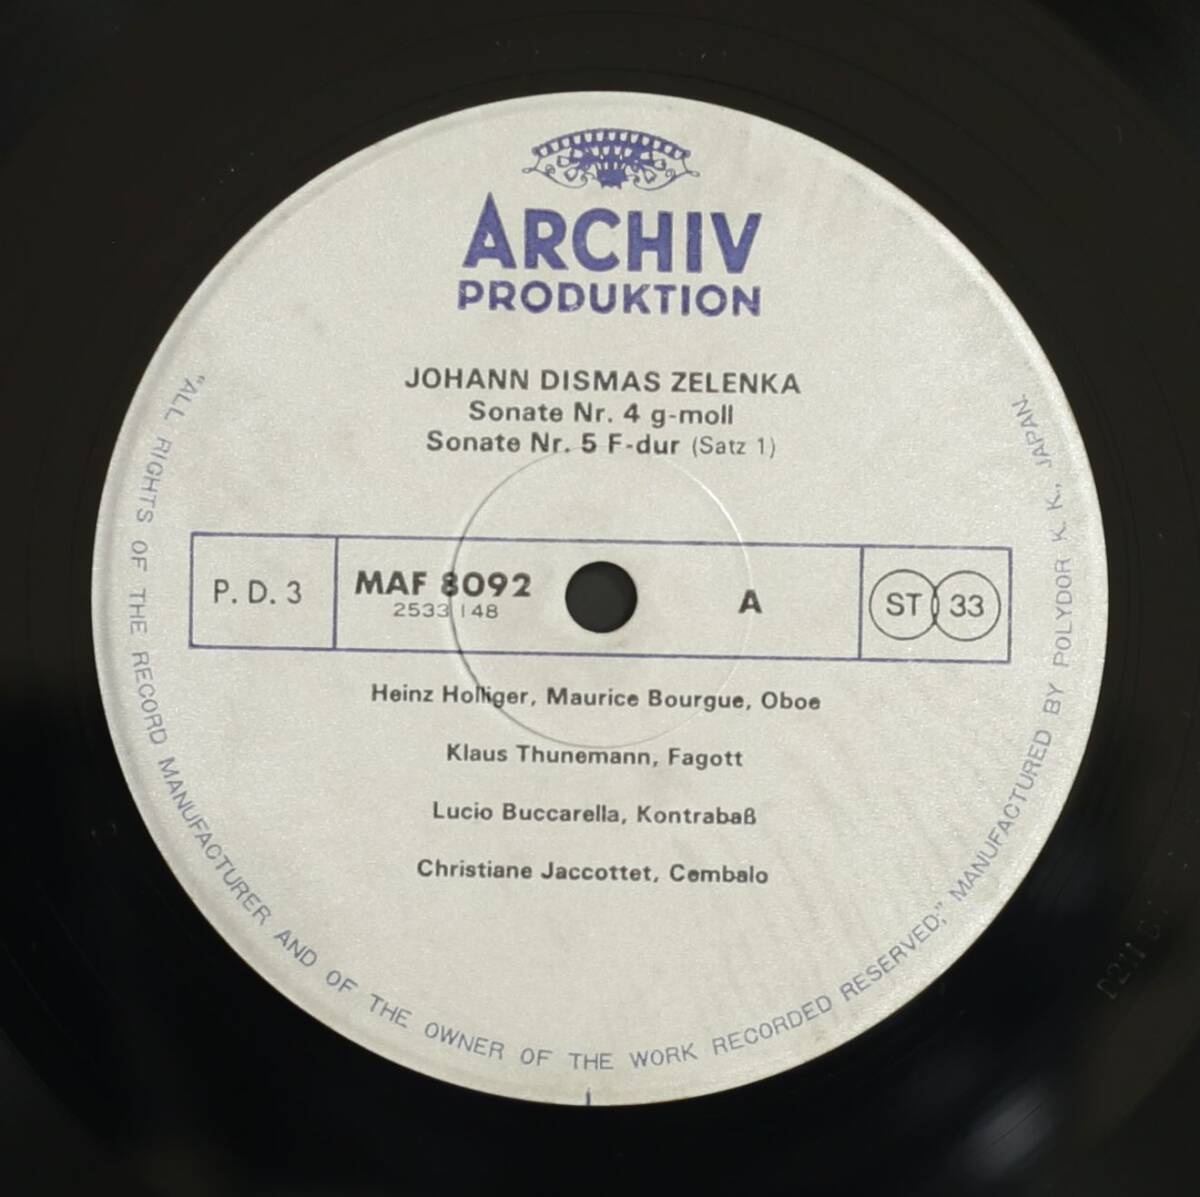 ARCHIV
PRODUKTION
JOHANN DISMAS ZELENKA
Sonate Nr. 4 g-moll
Sonate Nr. 5 F-dur (Satz 1)
P. D. 3
MAF 8092
2533 148
A
ST 33
Heinz Holliger, Maurice Bourgue, Oboe
Klaus Thunemann, Fagott
Lucio Buccarella, Kontrabaß
Christiane Jaccottet, Cembalo
"ALL RIGHTS OF THE RECORD MANUFACTURER AND OF THE OWNER OF THE WORK RECORDED RESERVED;" MANUFACTURED BY POLYDOR K. K., JAPAN.